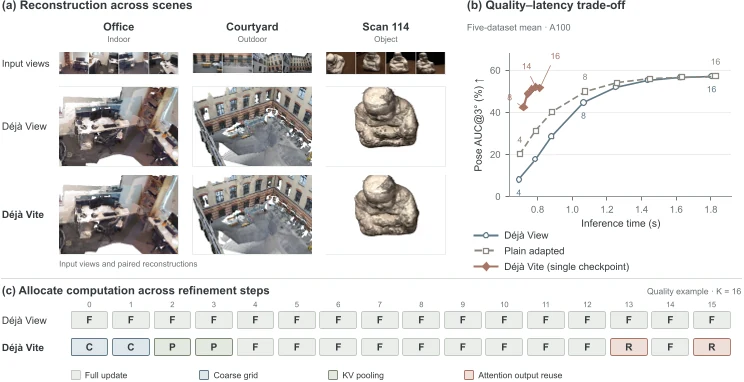 (a) Reconstruction across scenes
Office
Indoor
Courtyard
Outdoor
Scan 114
Object
Input views
Déjà View
Déjà Vite
Input views and paired reconstructions
(b) Quality–latency trade-off
Five-dataset mean · A100
Pose AUC@3° (%) ↑
60
40
20
0
8
14
16
4
8
16
4
8
16
0.8
1.0
1.2
1.4
1.6
1.8
Inference time (s)
Déjà View
Plain adapted
Déjà Vite (single checkpoint)
(c) Allocate computation across refinement steps
Quality example · K = 16
0 1 2 3 4 5 6 7 8 9 10 11 12 13 14 15
Déjà View F F F F F F F F F F F F F F F F
Déjà Vite C C P P F F F F F F F F F R F R
Full update
Coarse grid
KV pooling
Attention output reuse